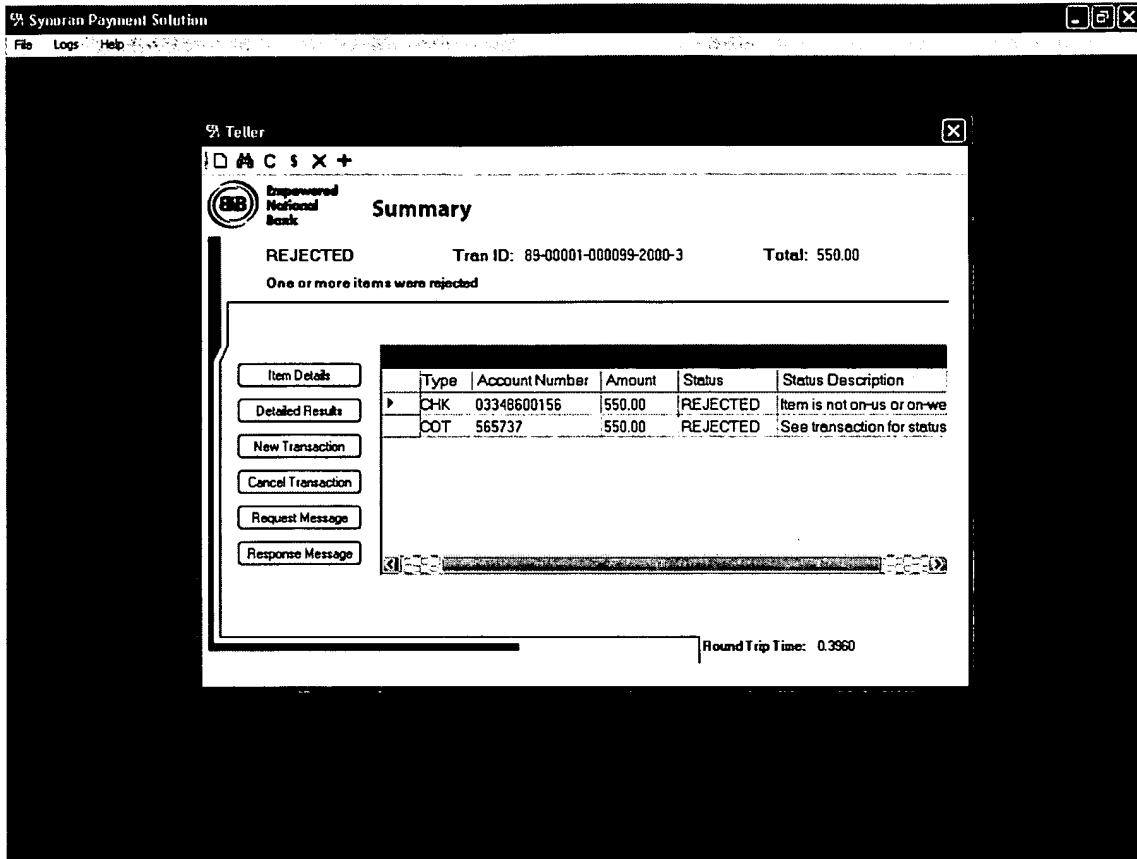 Synoran Payment Solution
File Logs Help
Teller
C $ X +
BB
Empowered
National
Bank
Summary
REJECTED Tran ID: 89-00001-000099-2000-3 Total: 550.00
One or more items were rejected
Item Details
Detailed Results
New Transaction
Cancel Transaction
Request Message
Response Message
Type Account Number Amount Status Status Description
CHK 03348600156 550.00 REJECTED Item is not on-us or on-we
COT 565737 550.00 REJECTED See transaction for status
Round Trip Time: 0.3960